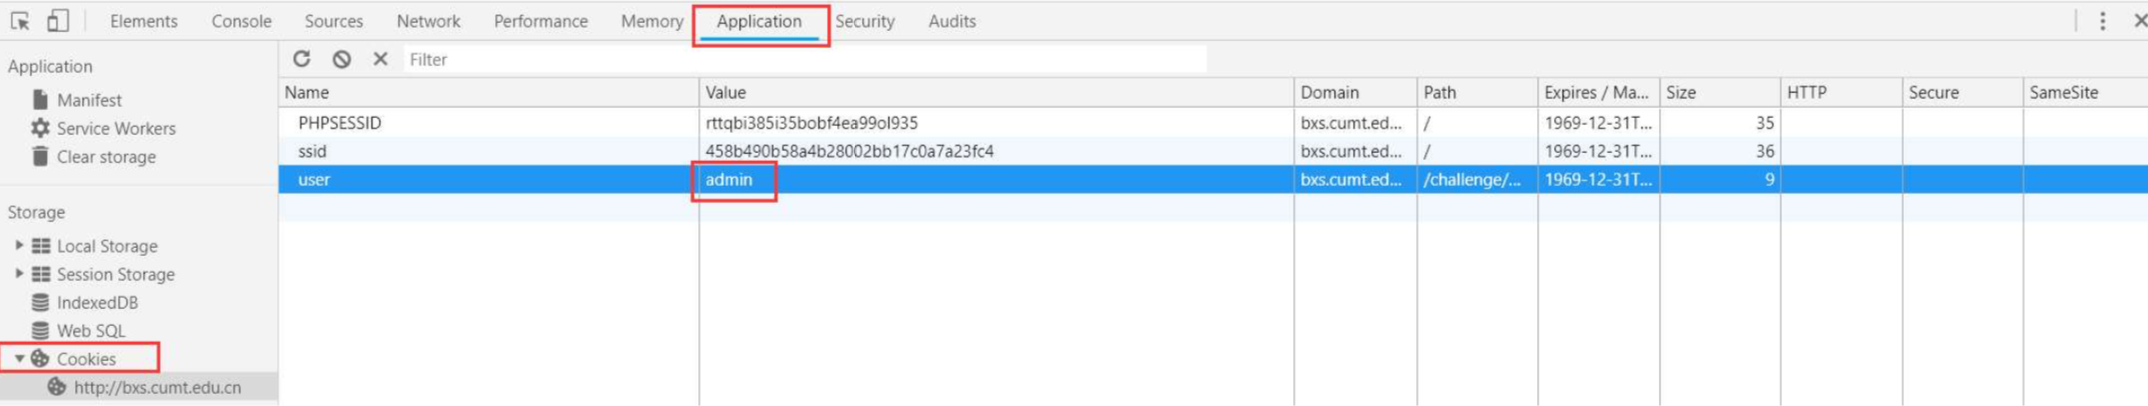 Elements Console Sources Network Performance Memory Application Security Audits
Application
Manifest
Service Workers
Clear storage
Storage
Local Storage
Session Storage
IndexedDB
Web SQL
Cookies
http://bxs.cumt.edu.cn
Filter
Name Value Domain Path Expires / Ma... Size HTTP Secure SameSite
PHPSESSID rttqbi385i35bobf4ea99ol935 bxs.cumt.ed... / 1969-12-31T... 35
ssid 458b490b58a4b28002bb17c0a7a23fc4 bxs.cumt.ed... / 1969-12-31T... 36
user admin bxs.cumt.ed... /challenge/... 1969-12-31T... 9